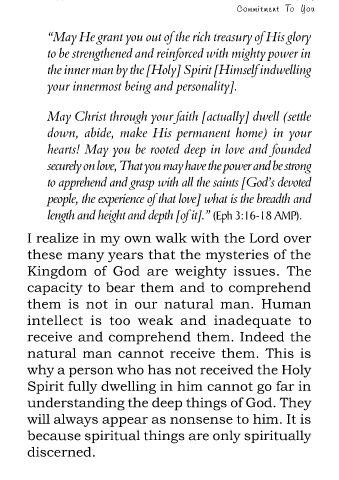 Commitment To You
“May He grant you out of the rich treasury of His glory
to be strengthened and reinforced with mighty power in
the inner man by the [Holy] Spirit [Himself indwelling
your innermost being and personality].
May Christ through your faith [actually] dwell (settle
down, abide, make His permanent home) in your
hearts! May you be rooted deep in love and founded
securely on love, That you may have the power and be strong
to apprehend and grasp with all the saints [God’s devoted
people, the experience of that love] what is the breadth and
length and height and depth [of it].” (Eph 3:16-18 AMP).
I realize in my own walk with the Lord over
these many years that the mysteries of the
Kingdom of God are weighty issues. The
capacity to bear them and to comprehend
them is not in our natural man. Human
intellect is too weak and inadequate to
receive and comprehend them. Indeed the
natural man cannot receive them. This is
why a person who has not received the Holy
Spirit fully dwelling in him cannot go far in
understanding the deep things of God. They
will always appear as nonsense to him. It is
because spiritual things are only spiritually
discerned.